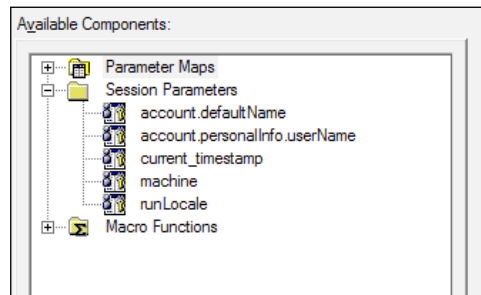 Available Components:
Parameter Maps
Session Parameters
account.defaultName
account.personalInfo.userName
current_timestamp
machine
runLocale
Macro Functions